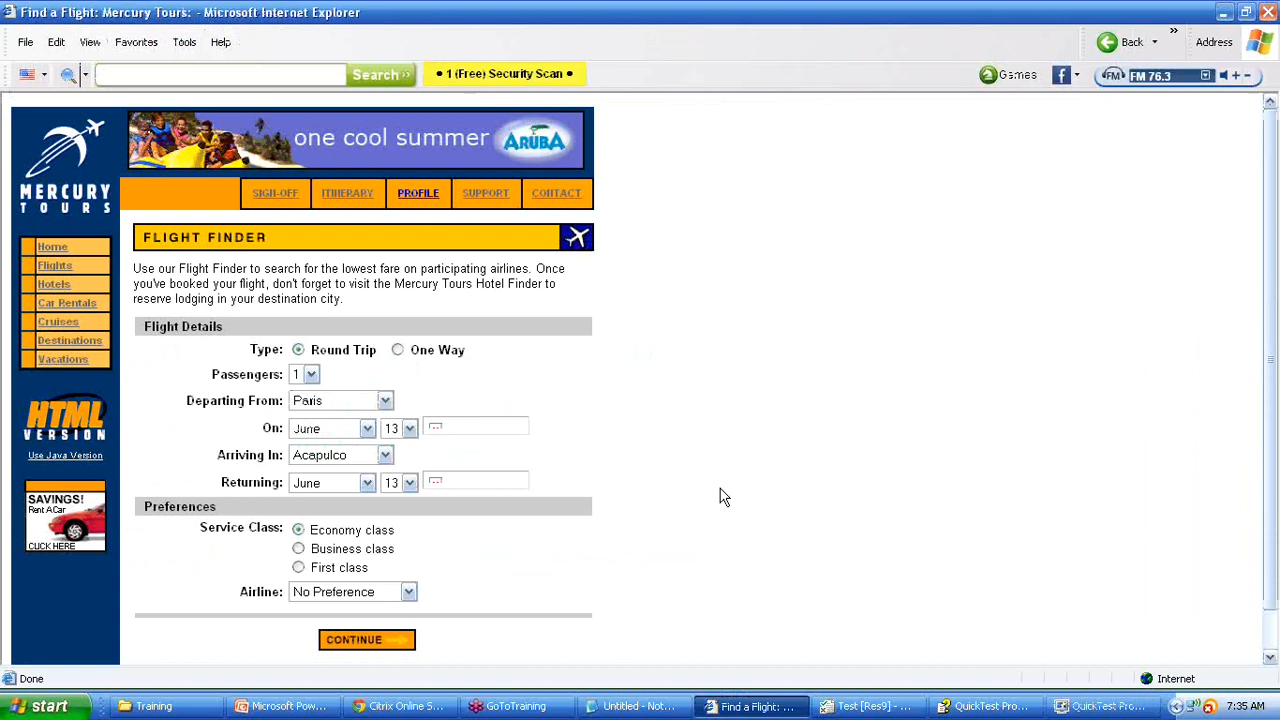 Find a Flight: Mercury Tours: - Microsoft Internet Explorer
File Edit View Favorites Tools Help Back » Address
Search » • 1 (Free) Security Scan • Games FM FM 76.3
one cool summer ARUBA
MERCURY TOURS
SIGN-OFF ITINERARY PROFILE SUPPORT CONTACT
FLIGHT FINDER
Home
Flights
Hotels
Car Rentals
Cruises
Destinations
Vacations
HTML VERSION
Use Java Version
SAVINGS!
Rent A Car
CLICK HERE
Use our Flight Finder to search for the lowest fare on participating airlines. Once
you've booked your flight, don't forget to visit the Mercury Tours Hotel Finder to
reserve lodging in your destination city.
Flight Details
Type: Round Trip One Way
Passengers: 1
Departing From: Paris
On: June 13
Arriving In: Acapulco
Returning: June 13
Preferences
Service Class: Economy class
Business class
First class
Airline: No Preference
CONTINUE
Done Internet
start Training Microsoft Pow... Citrix Online S... GoToTraining Untitled - Not... Find a Flight: ... Test [Res9] - ... QuickTest Pro... QuickTest Pro... 7:35 AM